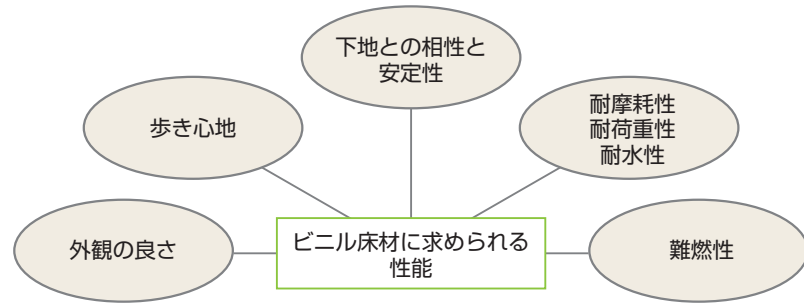 下地との相性と
安定性
歩き心地
耐摩耗性
耐荷重性
耐水性
外観の良さ
ビニル床材に求められる
性能
難燃性